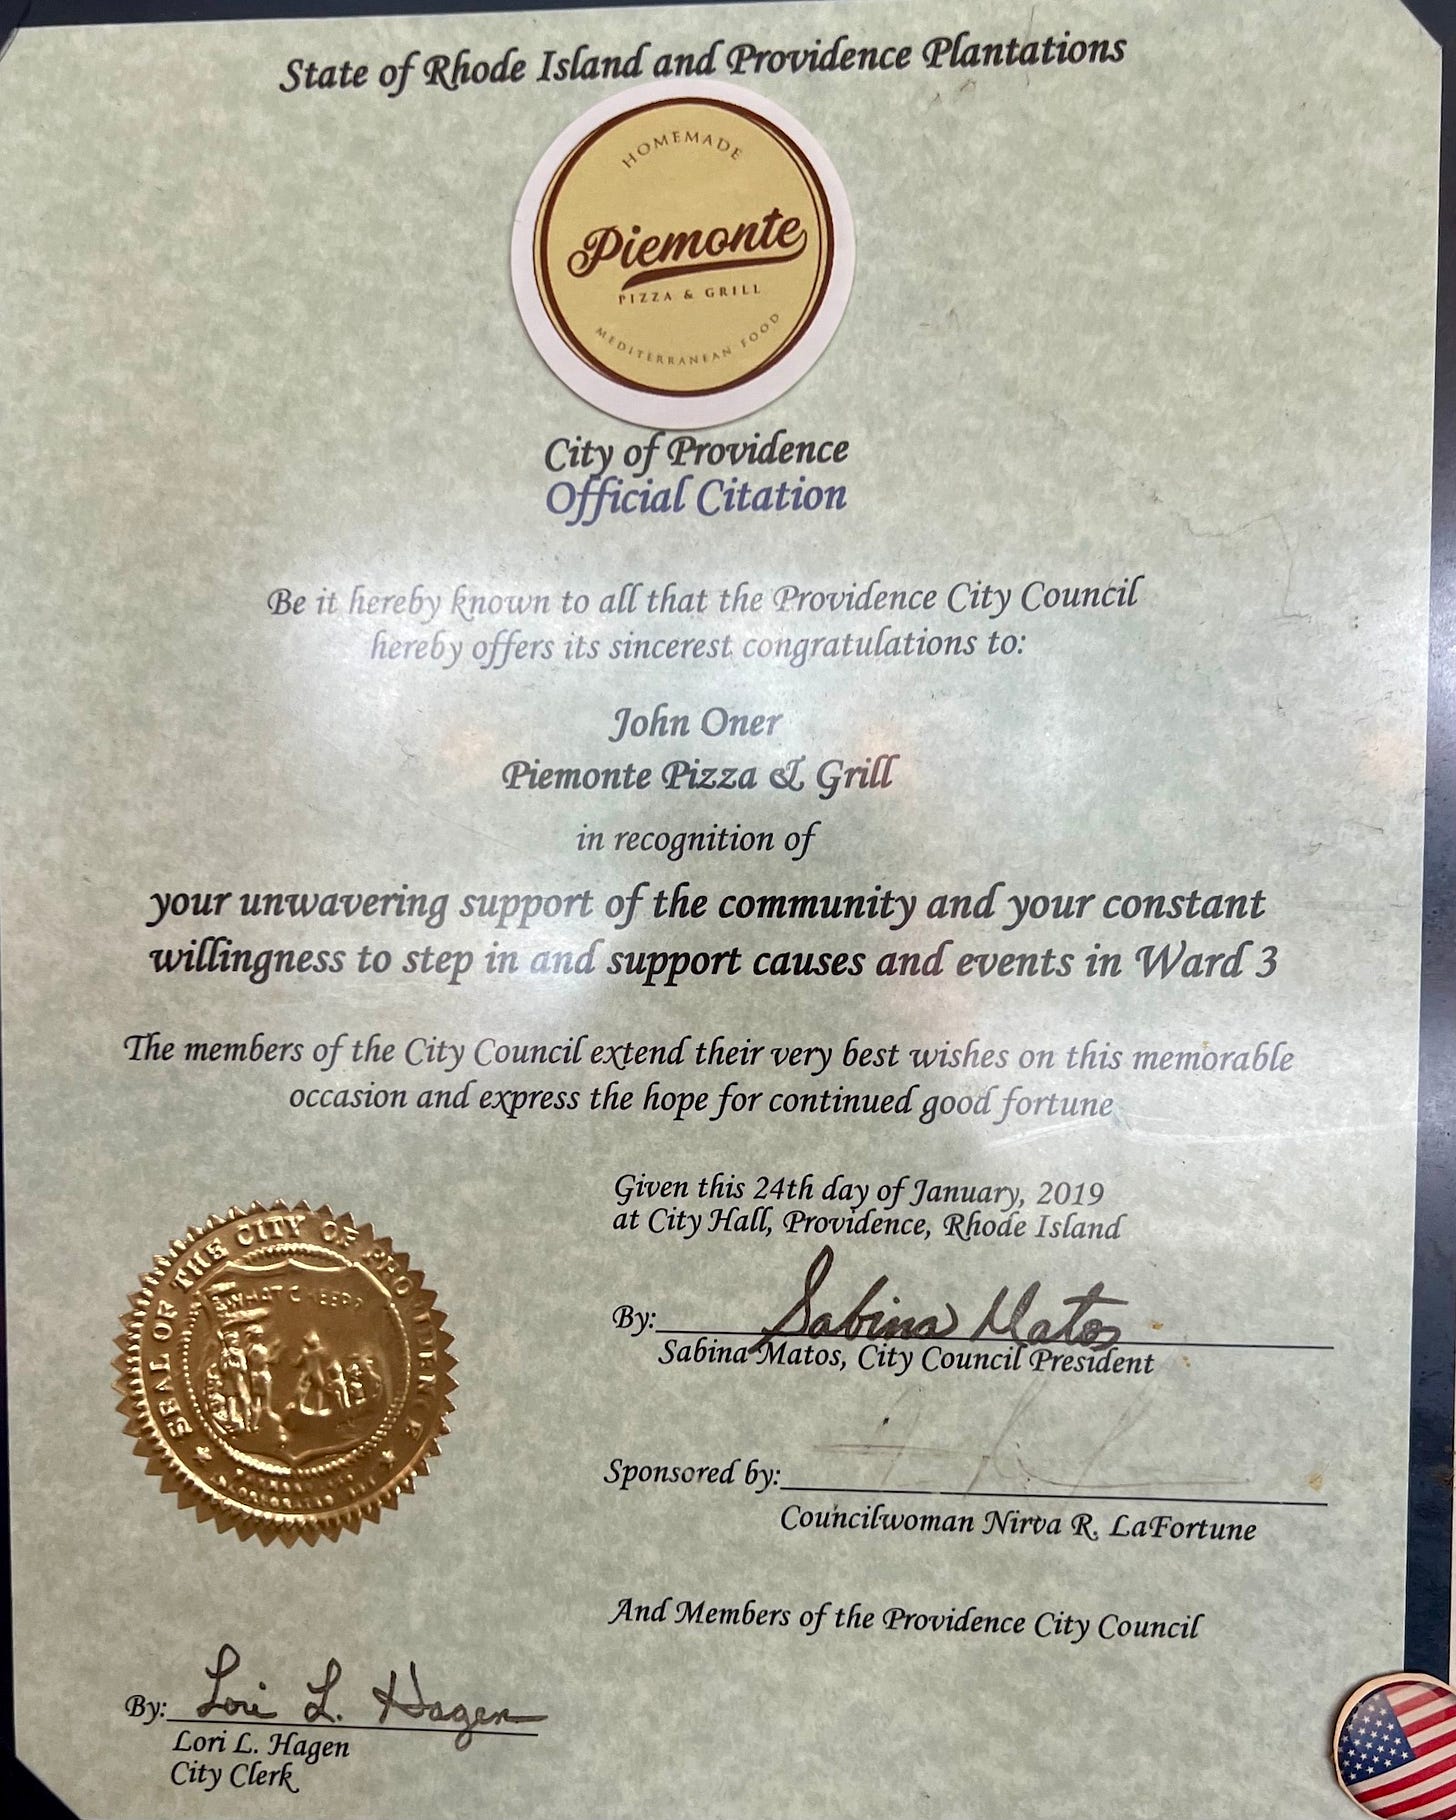 State of Rhode Island and Providence Plantations
HOMEMADE
Piemonte
PIZZA & GRILL
MEDITERRANEAN FOOD
City of Providence
Official Citation
Be it hereby known to all that the Providence City Council
hereby offers its sincerest congratulations to:
John Oner
Piemonte Pizza & Grill
in recognition of
your unwavering support of the community and your constant
willingness to step in and support causes and events in Ward 3
The members of the City Council extend their very best wishes on this memorable
occasion and express the hope for continued good fortune
Given this 24th day of January, 2019
at City Hall, Providence, Rhode Island
SEAL OF THE CITY OF PROVIDENCE
WHAT CHEER?
By: Sabina Matos
Sabina Matos, City Council President
Sponsored by:
Councilwoman Nirva R. LaFortune
And Members of the Providence City Council
By: Lori L. Hagen
Lori L. Hagen
City Clerk